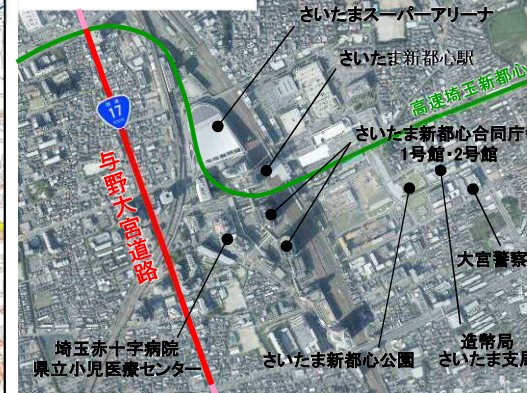 さいたまスーパーアリーナ
さいたま新都心駅
高速埼玉新都心
17
さいたま新都心合同庁
1号館・2号館
与野大宮道路
大宮警察
埼玉赤十字病院
県立小児医療センター
さいたま新都心公園
造幣局
さいたま支局